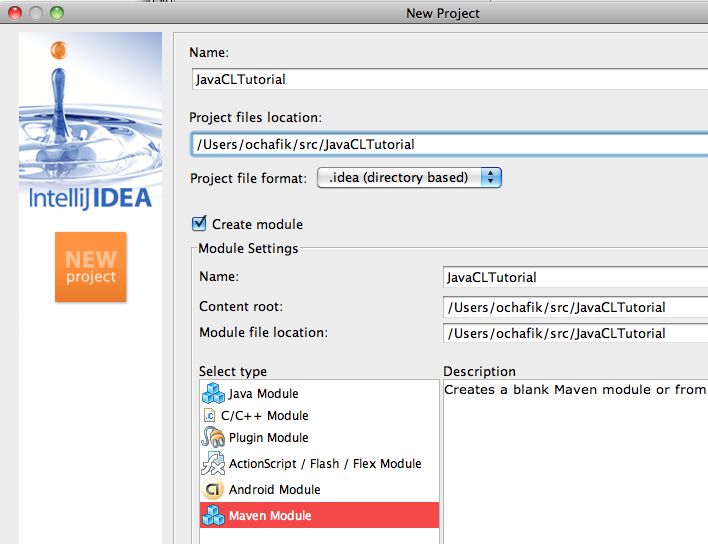 New Project
IntelliJIDEA
NEW
project
Name:
JavaCLTutorial
Project files location:
/Users/ochafik/src/JavaCLTutorial
Project file format: .idea (directory based)
Create module
Module Settings
Name: JavaCLTutorial
Content root: /Users/ochafik/src/JavaCLTutorial
Module file location: /Users/ochafik/src/JavaCLTutorial
Select type
Java Module
C/C++ Module
Plugin Module
ActionScript / Flash / Flex Module
Android Module
Maven Module
Description
Creates a blank Maven module or from